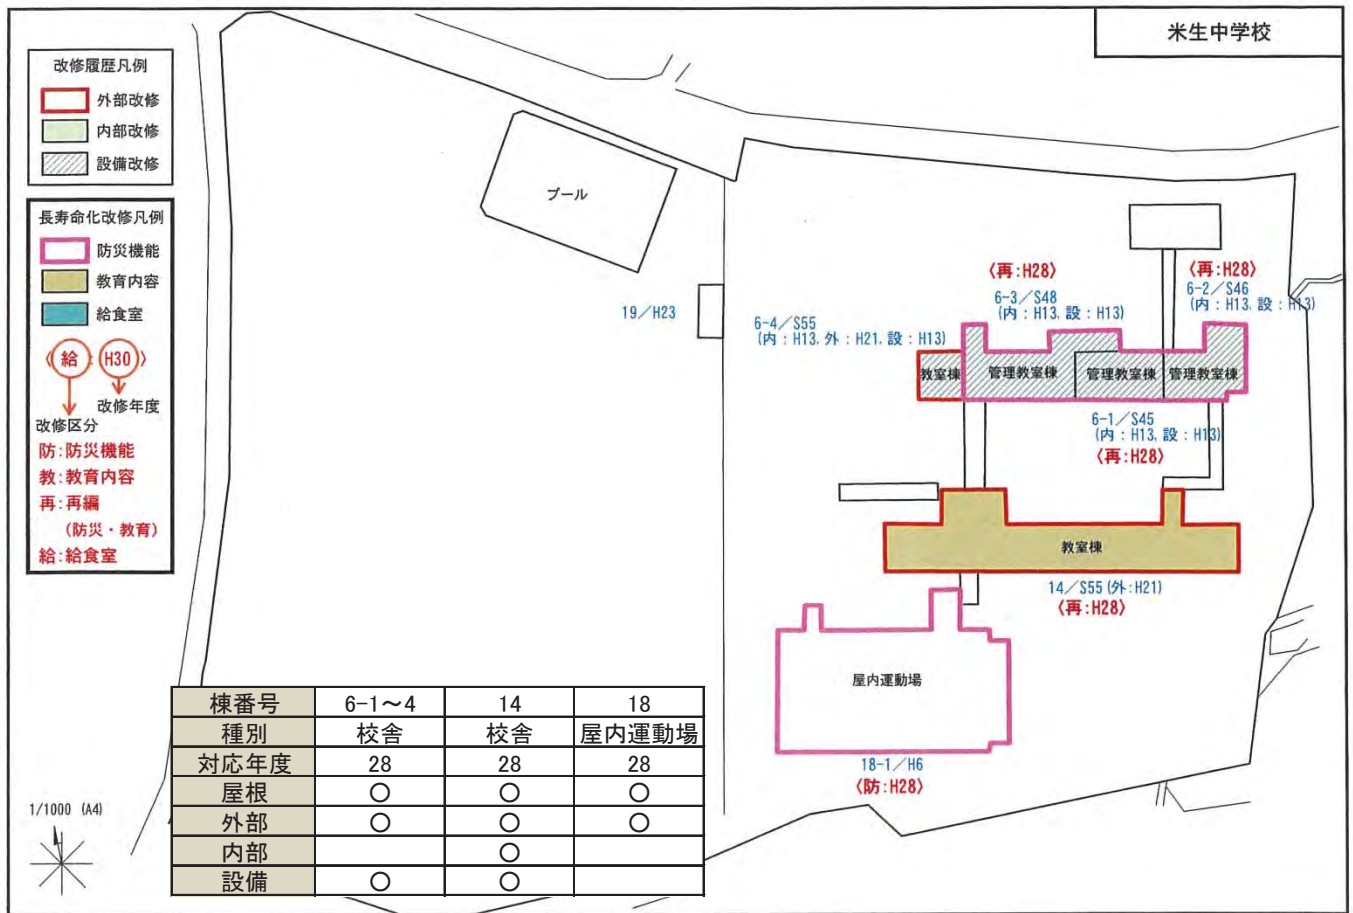 米生中学校
改修履歴凡例
外部改修
内部改修
設備改修
長寿命化改修凡例
防災機能
教育内容
給食室
〈給:H30〉
改修年度
改修区分
防:防災機能
教:教育内容
再:再編
(防災・教育)
給:給食室
プール
19/H23
〈再:H28〉
6-3/S48
(内:H13, 設:H13)
〈再:H28〉
6-2/S46
(内:H13, 設:H13)
6-4/S55
(内:H13, 外:H21, 設:H13)
教室棟
管理教室棟
管理教室棟
管理教室棟
6-1/S45
(内:H13, 設:H13)
〈再:H28〉
教室棟
14/S55 (外:H21)
〈再:H28〉
屋内運動場
18-1/H6
〈防:H28〉
棟番号 6-1~4 14 18
種別 校舎 校舎 屋内運動場
対応年度 28 28 28
屋根 ○ ○ ○
外部 ○ ○ ○
内部 ○
設備 ○ ○
1/1000 (A4)